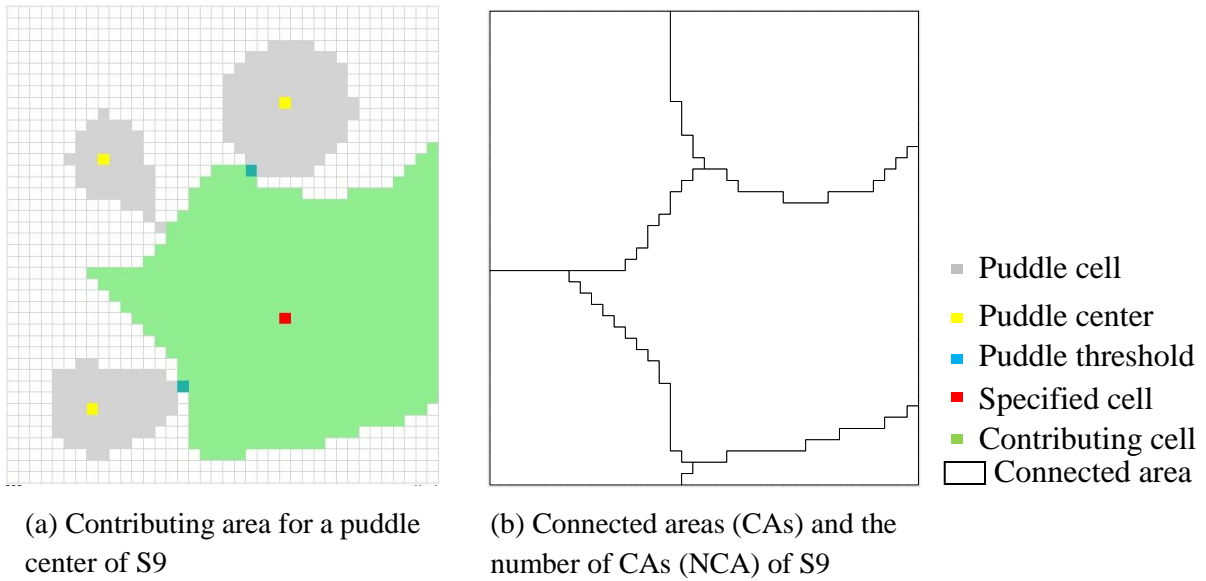 Puddle cell
Puddle center
Puddle threshold
Specified cell
Contributing cell
Connected area
(a) Contributing area for a puddle
center of S9
(b) Connected areas (CAs) and the
number of CAs (NCA) of S9